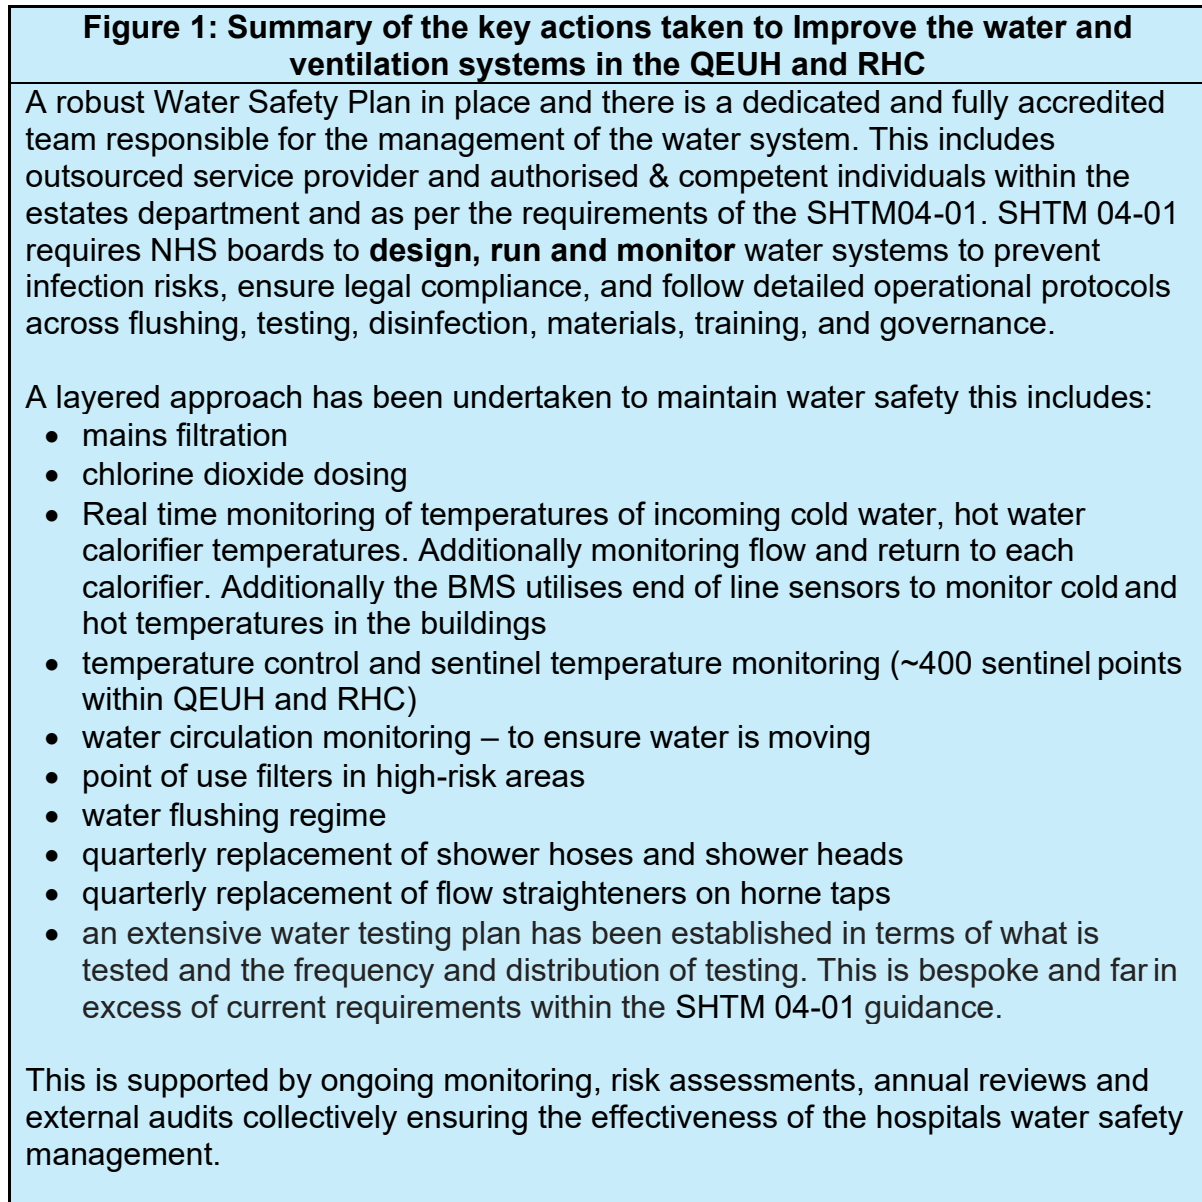 Figure 1: Summary of the key actions taken to Improve the water and
ventilation systems in the QEUH and RHC
A robust Water Safety Plan in place and there is a dedicated and fully accredited
team responsible for the management of the water system. This includes
outsourced service provider and authorised & competent individuals within the
estates department and as per the requirements of the SHTM04-01. SHTM 04-01
requires NHS boards to design, run and monitor water systems to prevent
infection risks, ensure legal compliance, and follow detailed operational protocols
across flushing, testing, disinfection, materials, training, and governance.
A layered approach has been undertaken to maintain water safety this includes:
• mains filtration
• chlorine dioxide dosing
• Real time monitoring of temperatures of incoming cold water, hot water
calorifier temperatures. Additionally monitoring flow and return to each
calorifier. Additionally the BMS utilises end of line sensors to monitor cold and
hot temperatures in the buildings
• temperature control and sentinel temperature monitoring (~400 sentinel points
within QEUH and RHC)
• water circulation monitoring – to ensure water is moving
• point of use filters in high-risk areas
• water flushing regime
• quarterly replacement of shower hoses and shower heads
• quarterly replacement of flow straighteners on horne taps
• an extensive water testing plan has been established in terms of what is
tested and the frequency and distribution of testing. This is bespoke and far in
excess of current requirements within the SHTM 04-01 guidance.
This is supported by ongoing monitoring, risk assessments, annual reviews and
external audits collectively ensuring the effectiveness of the hospitals water safety
management.